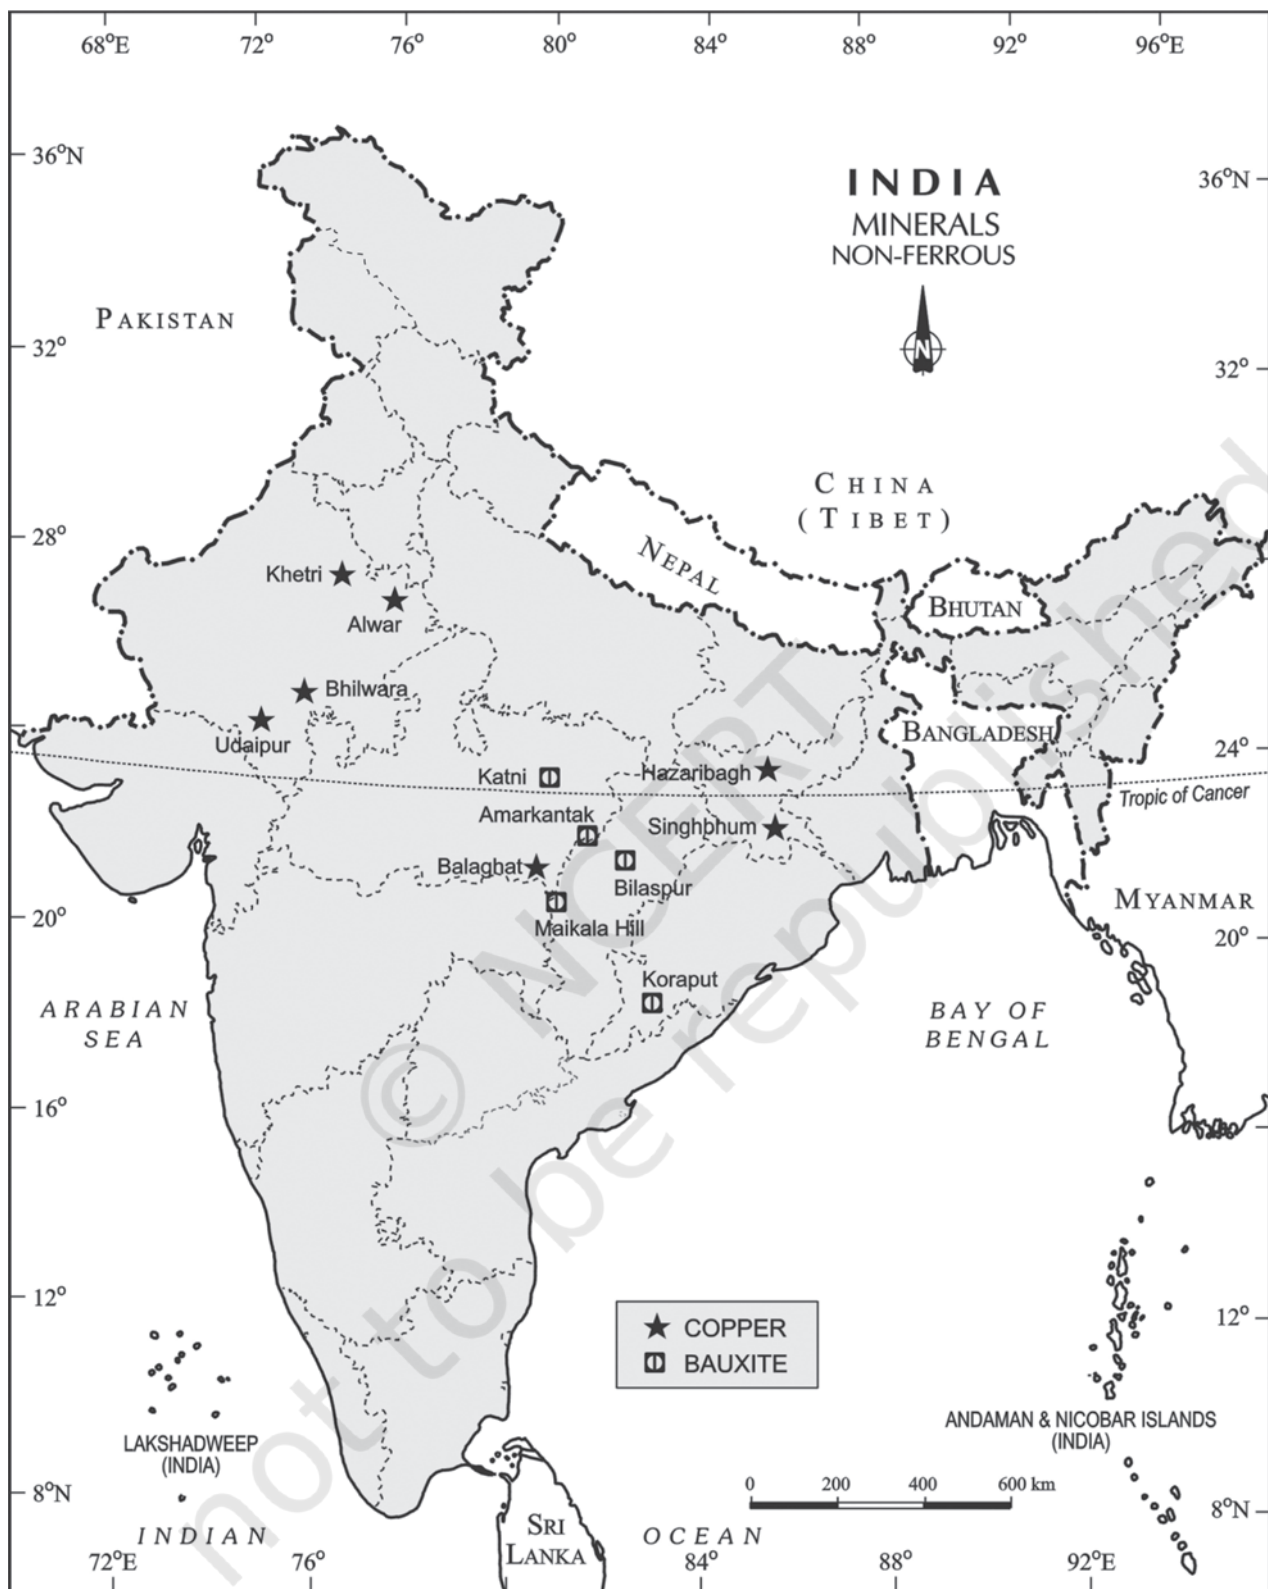 68°E 72° 76° 80° 84° 88° 92° 96°E
36°N
INDIA
MINERALS
NON-FERROUS
36°N
N
PAKISTAN
32°
32°
CHINA
(TIBET)
28°
NEPAL
BHUTAN
Khetri
Alwar
Bhilwara
Udaipur
BANGLADESH
24°
Katni
Hazaribagh
Tropic of Cancer
Amarkantak
Singhbhum
Balaghat
Bilaspur
Maikala Hill
MYANMAR
20°
20°
Koraput
ARABIAN
SEA
BAY OF
BENGAL
16°
© NCERT
not to be republished
12°
12°
COPPER
BAUXITE
LAKSHADWEEP
(INDIA)
ANDAMAN & NICOBAR ISLANDS
(INDIA)
0 200 400 600 km
8°N
8°N
INDIAN OCEAN
SRI
LANKA
72°E 76° 84° 88° 92°E